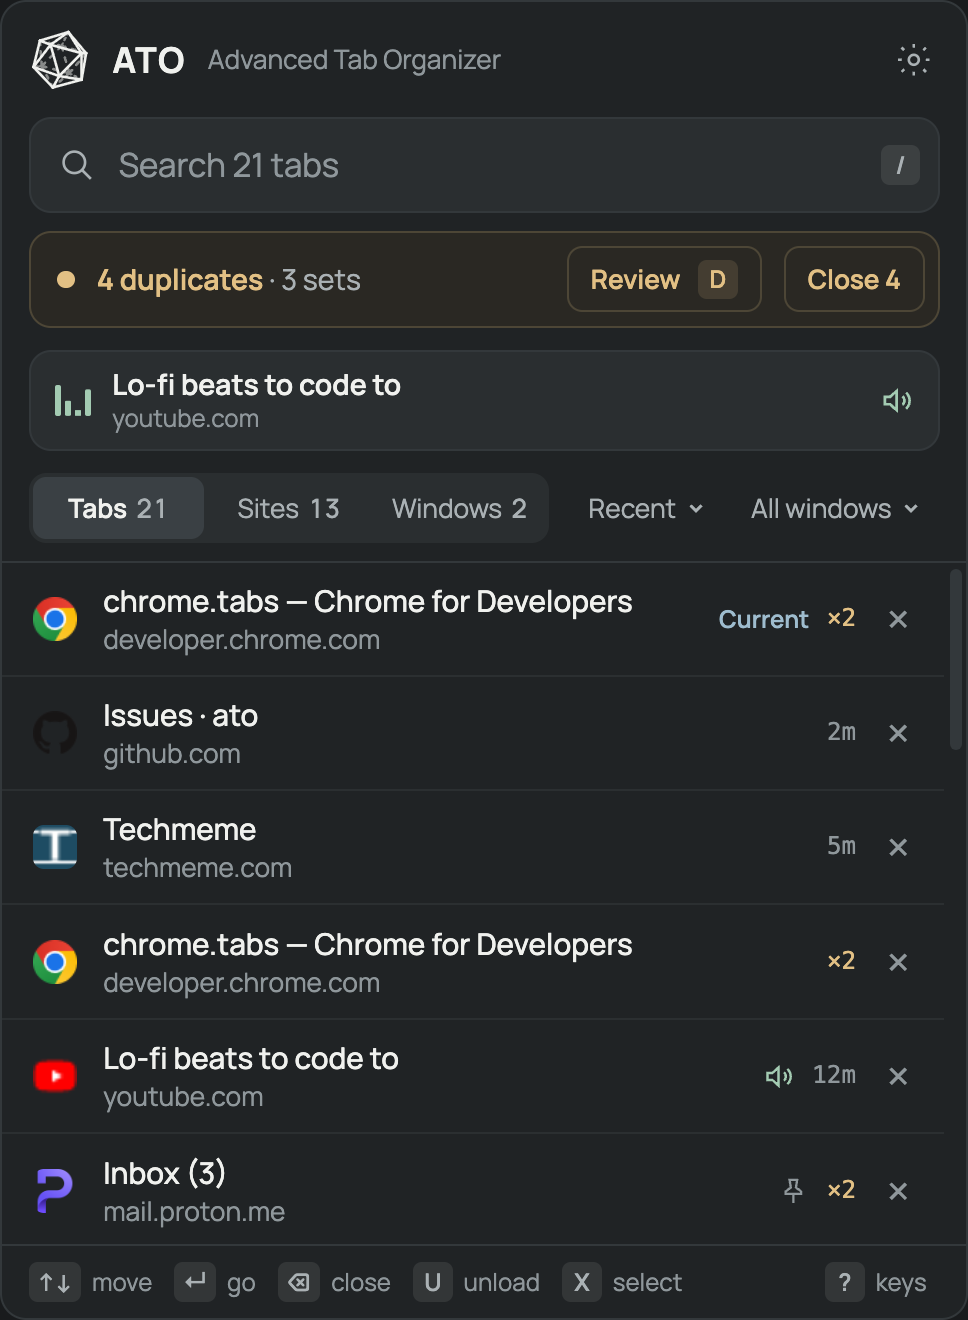 ATO Advanced Tab Organizer
Search 21 tabs /
4 duplicates · 3 sets Review D Close 4
Lo-fi beats to code to
youtube.com
Tabs 21 Sites 13 Windows 2 Recent All windows
chrome.tabs — Chrome for Developers
developer.chrome.com
Current ×2
Issues · ato
github.com
2m
Techmeme
techmeme.com
5m
chrome.tabs — Chrome for Developers
developer.chrome.com
×2
Lo-fi beats to code to
youtube.com
12m
Inbox (3)
mail.proton.me
×2
↑↓ move ↵ go ⌫ close U unload X select ? keys